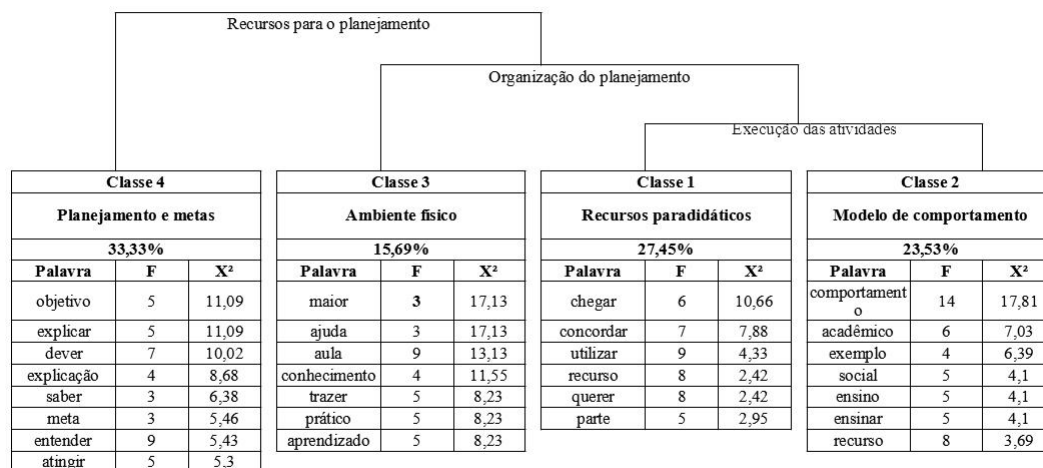 Recursos para o planejamento
Organização do planejamento
Execução das atividades
Classe 4
Planejamento e metas
33,33%
Palavra F X²
objetivo 5 11,09
explicar 5 11,09
dever 7 10,02
explicação 4 8,68
saber 3 6,38
meta 3 5,46
entender 9 5,43
atingir 5 5,3
Classe 3
Ambiente físico
15,69%
Palavra F X²
maior 3 17,13
ajuda 3 17,13
aula 9 13,13
conhecimento 4 11,55
trazer 5 8,23
prático 5 8,23
aprendizado 5 8,23
Classe 1
Recursos paradidáticos
27,45%
Palavra F X²
chegar 6 10,66
concordar 7 7,88
utilizar 9 4,33
recurso 8 2,42
querer 8 2,42
parte 5 2,95
Classe 2
Modelo de comportamento
23,53%
Palavra F X²
comportament
o 14 17,81
acadêmico 6 7,03
exemplo 4 6,39
social 5 4,1
ensino 5 4,1
ensinar 5 4,1
recurso 8 3,69